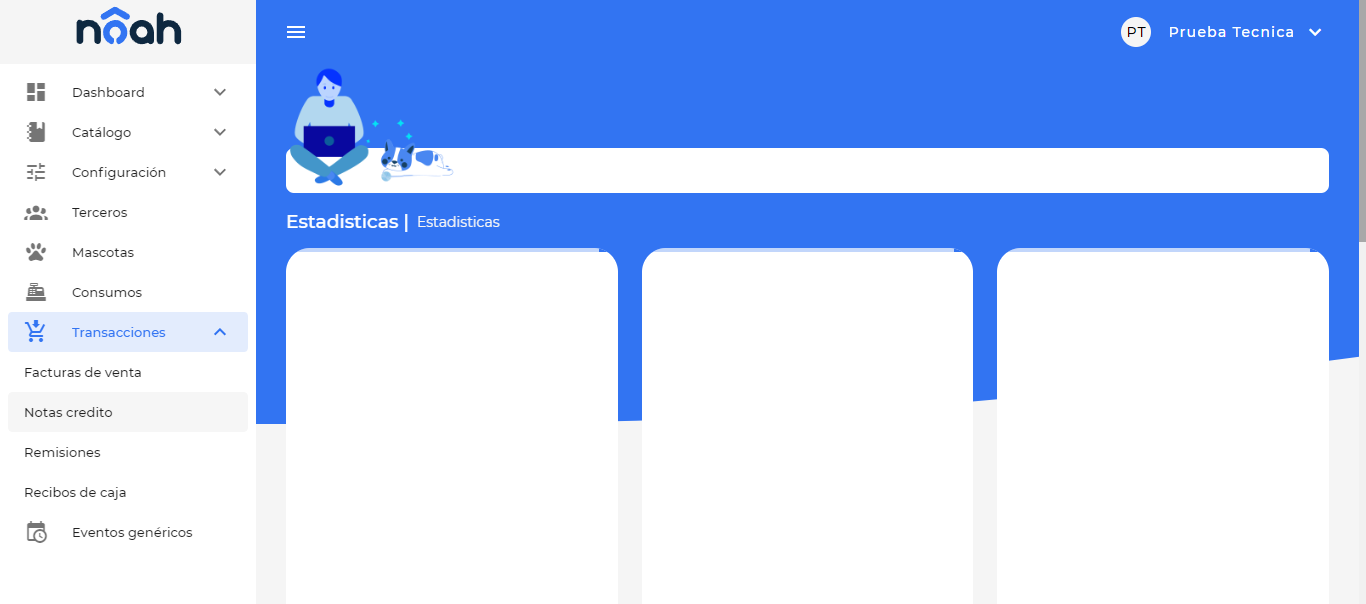 nôah
PT
Prueba Tecnica
Dashboard
Catálogo
Configuración
Terceros
Mascotas
Consumos
Transacciones
Facturas de venta
Notas credito
Remisiones
Recibos de caja
Eventos genéricos
Estadisticas | Estadisticas